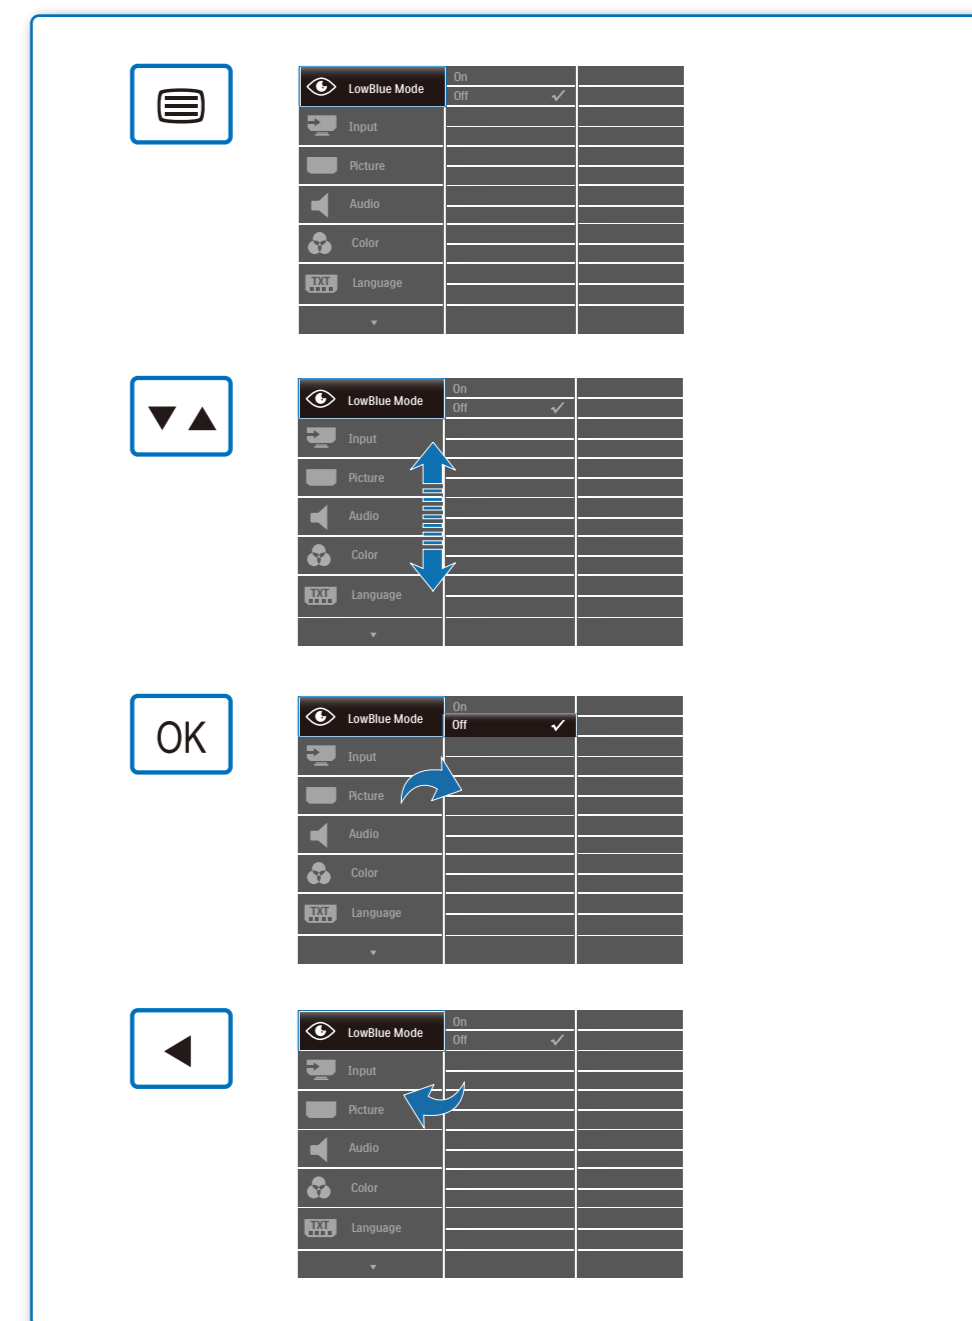 On
LowBlue Mode
Off
Input
Picture
Audio
Color
TXT
Language
On
LowBlue Mode
Off
Input
Picture
Audio
Color
TXT
Language
OK
On
LowBlue Mode
Off
Input
Picture
Audio
Color
TXT
Language
On
LowBlue Mode
Off
Input
Picture
Audio
Color
TXT
Language